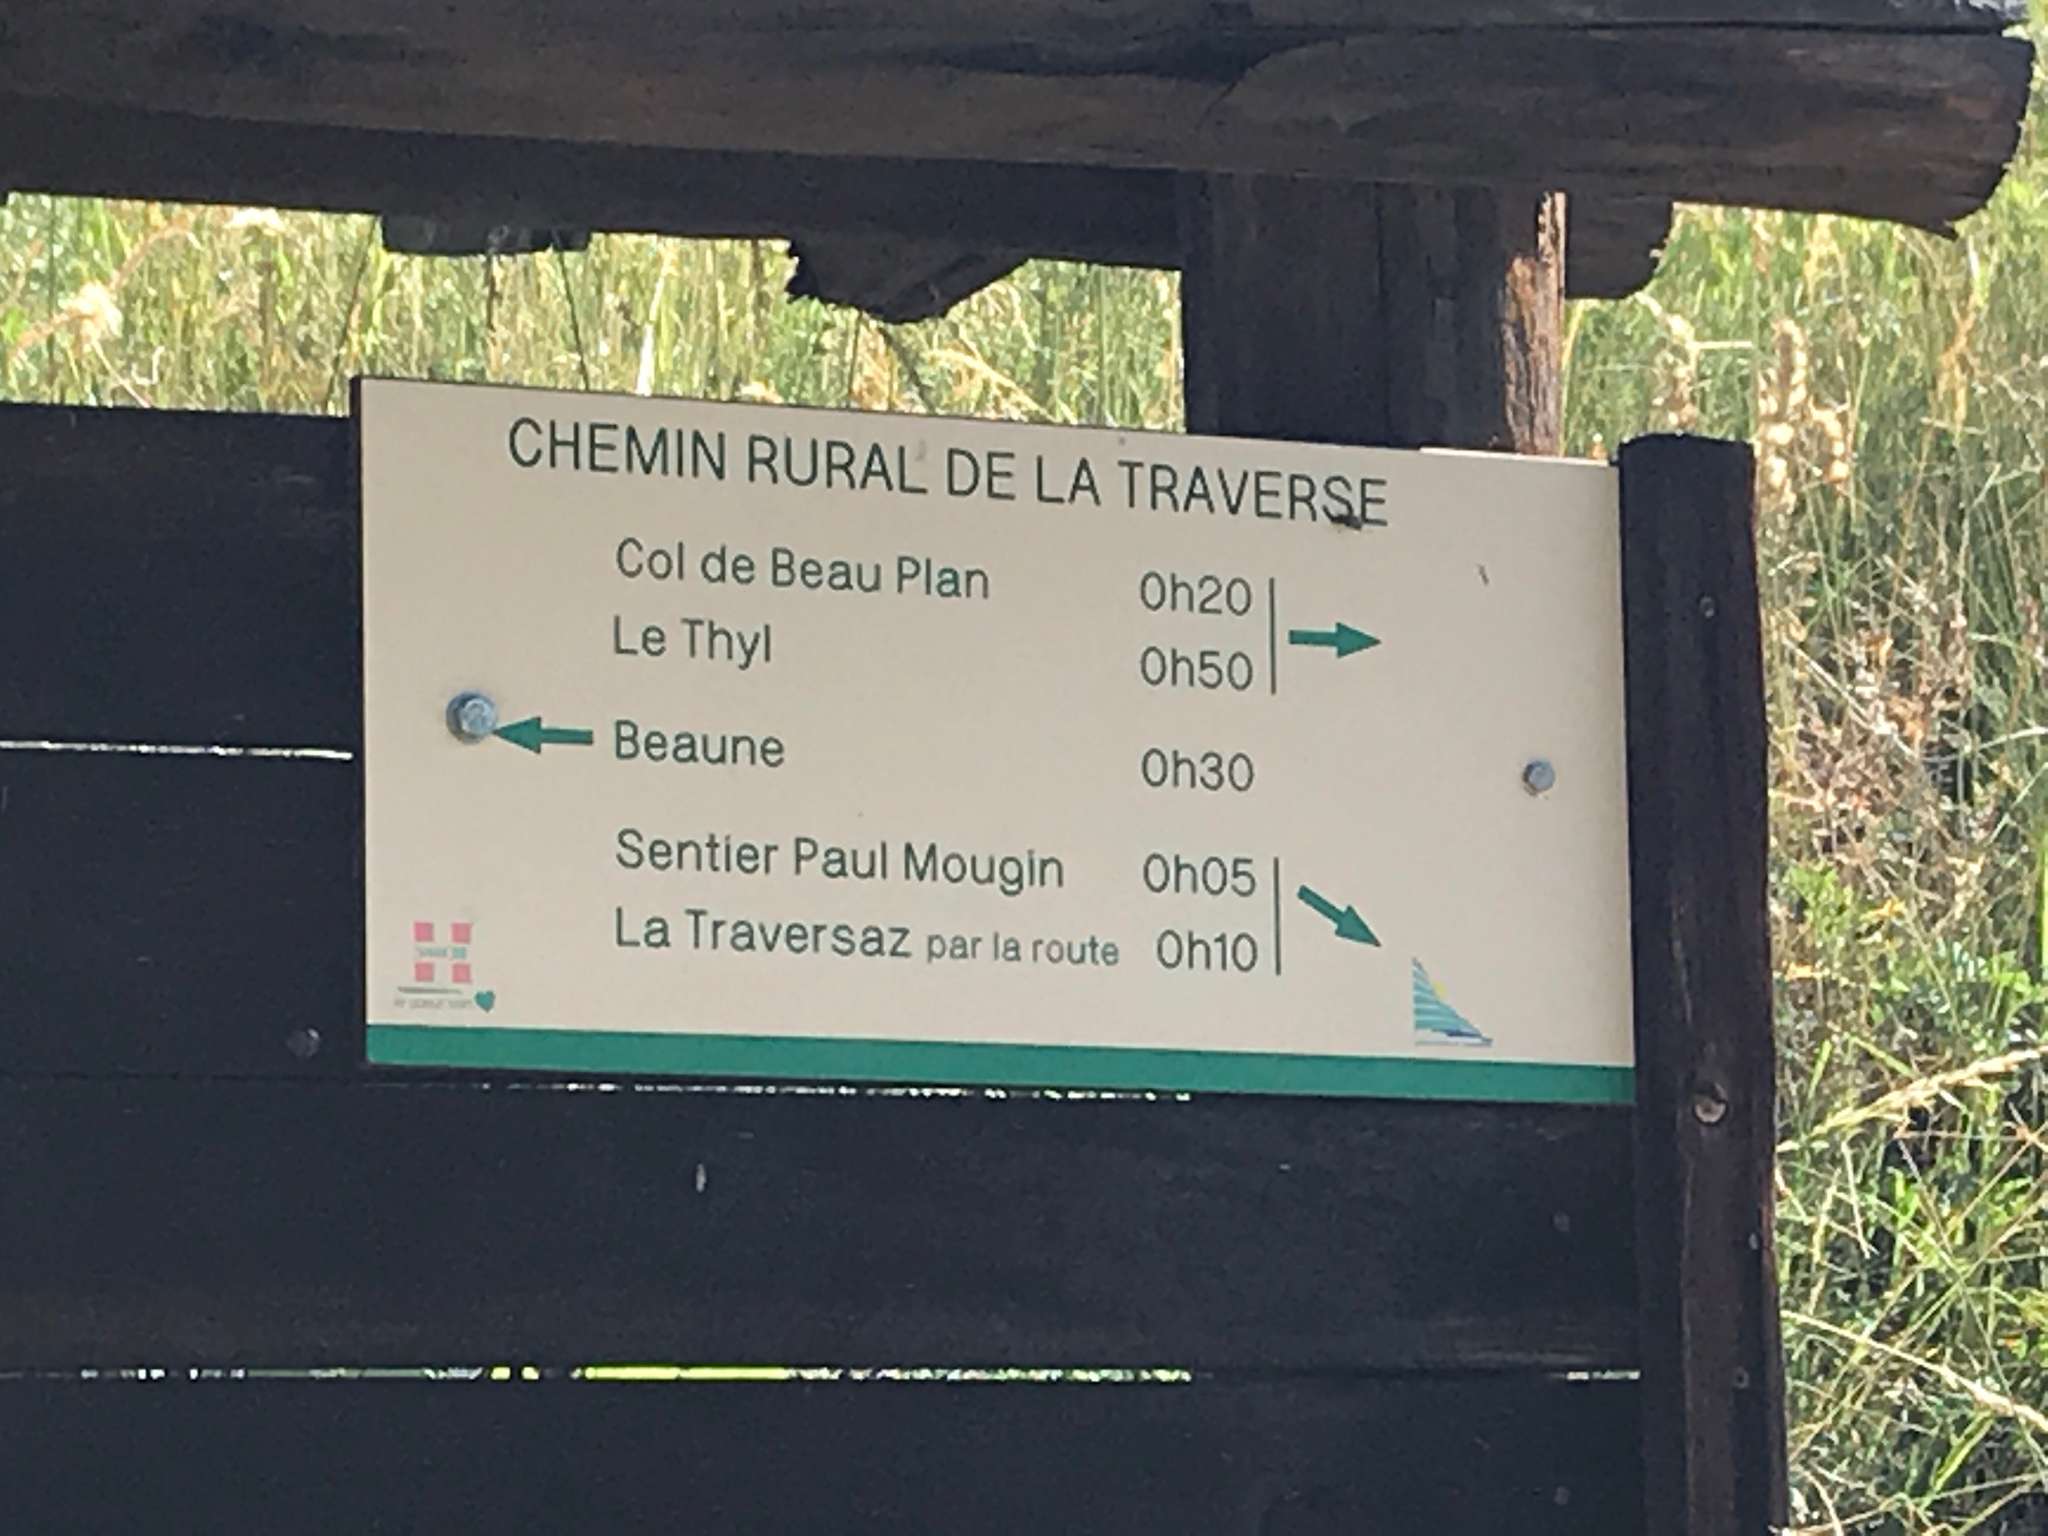 CHEMIN RURAL DE LA TRAVERSE
Col de Beau Plan 0h20
Le Thyl 0h50
Beaune 0h30
Sentier Paul Mougin 0h05
La Traversaz par la route 0h10